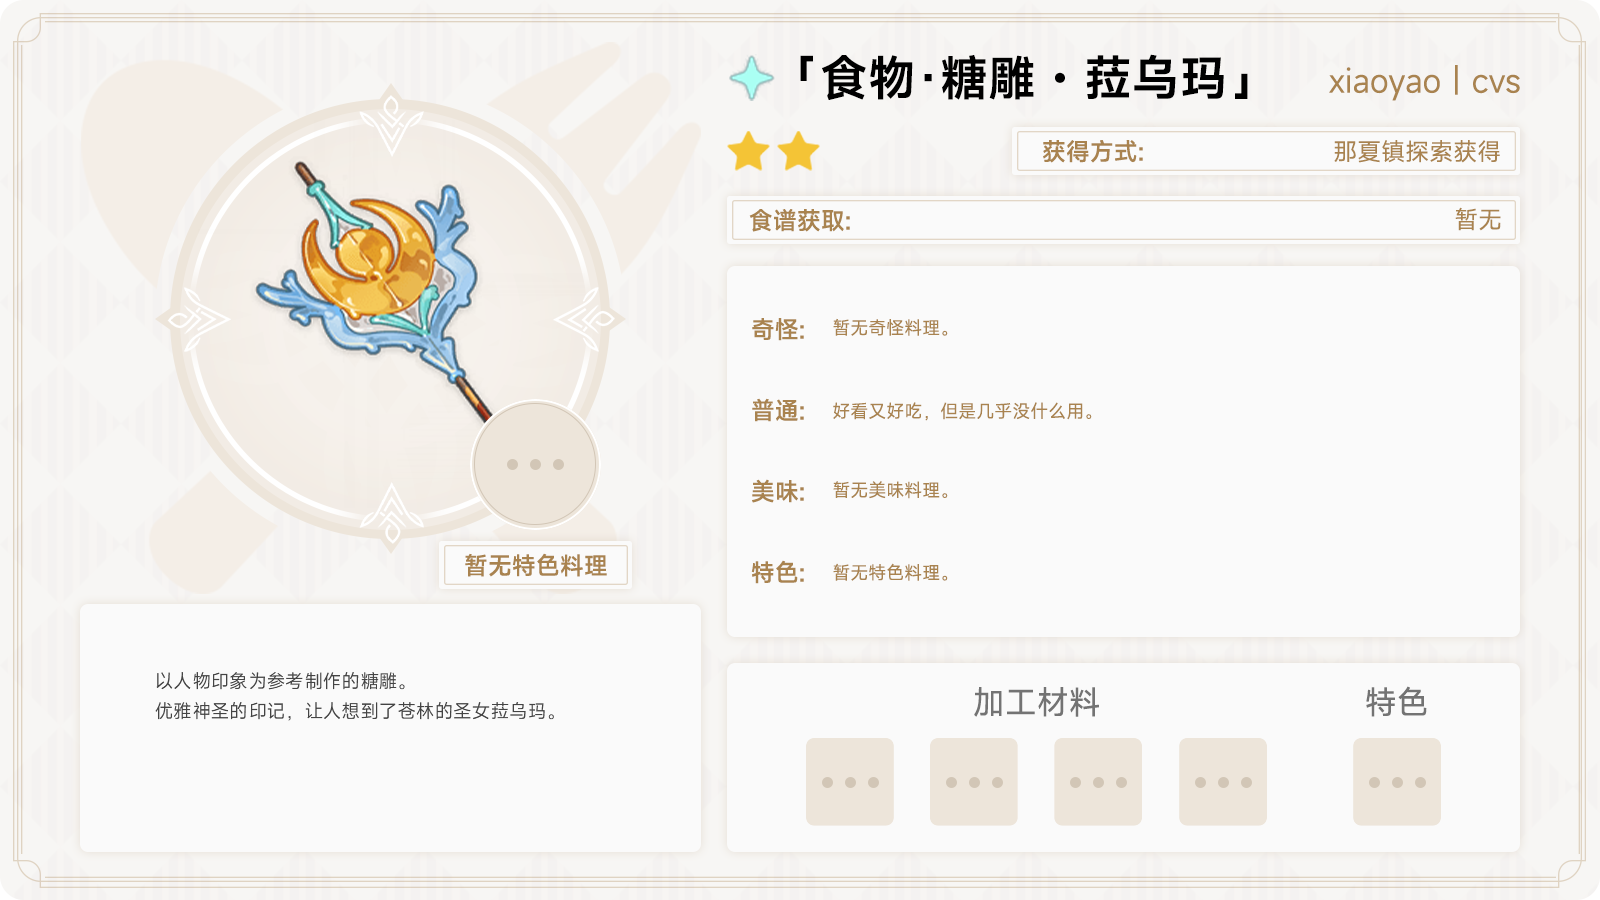 「食物·糖雕·菈乌玛」
xiaoyao | cvs
获得方式: 那夏镇探索获得
食谱获取: 暂无
奇怪: 暂无奇怪料理。
普通: 好看又好吃，但是几乎没什么用。
美味: 暂无美味料理。
特色: 暂无特色料理。
暂无特色料理
以人物印象为参考制作的糖雕。
优雅神圣的印记，让人想到了苍林的圣女菈乌玛。
加工材料
特色